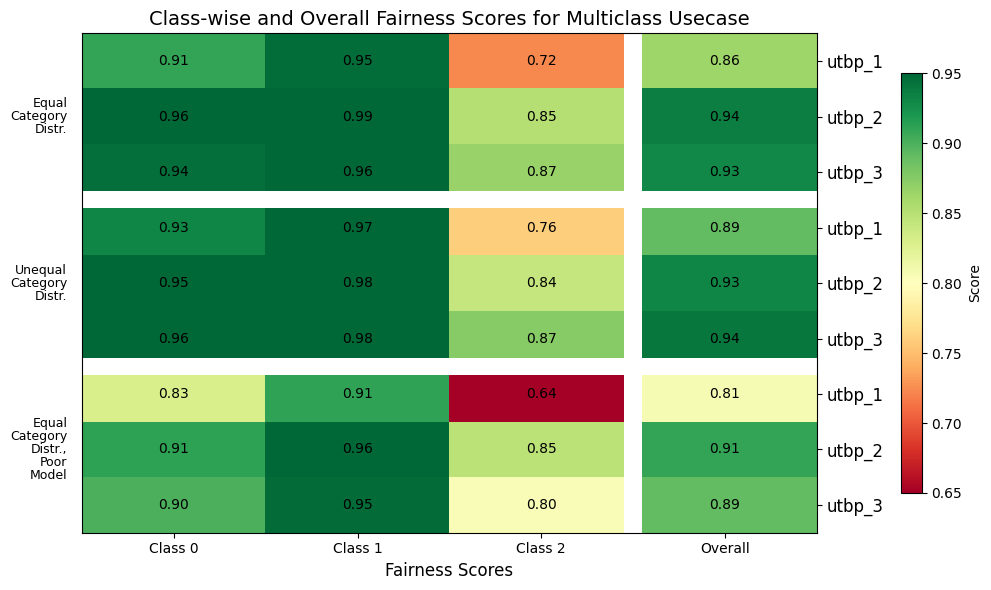 Class-wise and Overall Fairness Scores for Multiclass Usecase
Equal
Category
Distr.
0.91 0.95 0.72 0.86 utbp_1
0.96 0.99 0.85 0.94 utbp_2
0.94 0.96 0.87 0.93 utbp_3
Unequal
Category
Distr.
0.93 0.97 0.76 0.89 utbp_1
0.95 0.98 0.84 0.93 utbp_2
0.96 0.98 0.87 0.94 utbp_3
Equal
Category
Distr.,
Poor
Model
0.83 0.91 0.64 0.81 utbp_1
0.91 0.96 0.85 0.91 utbp_2
0.90 0.95 0.80 0.89 utbp_3
Class 0 Class 1 Class 2 Overall
Fairness Scores
0.95
0.90
0.85
0.80
0.75
0.70
0.65
Score